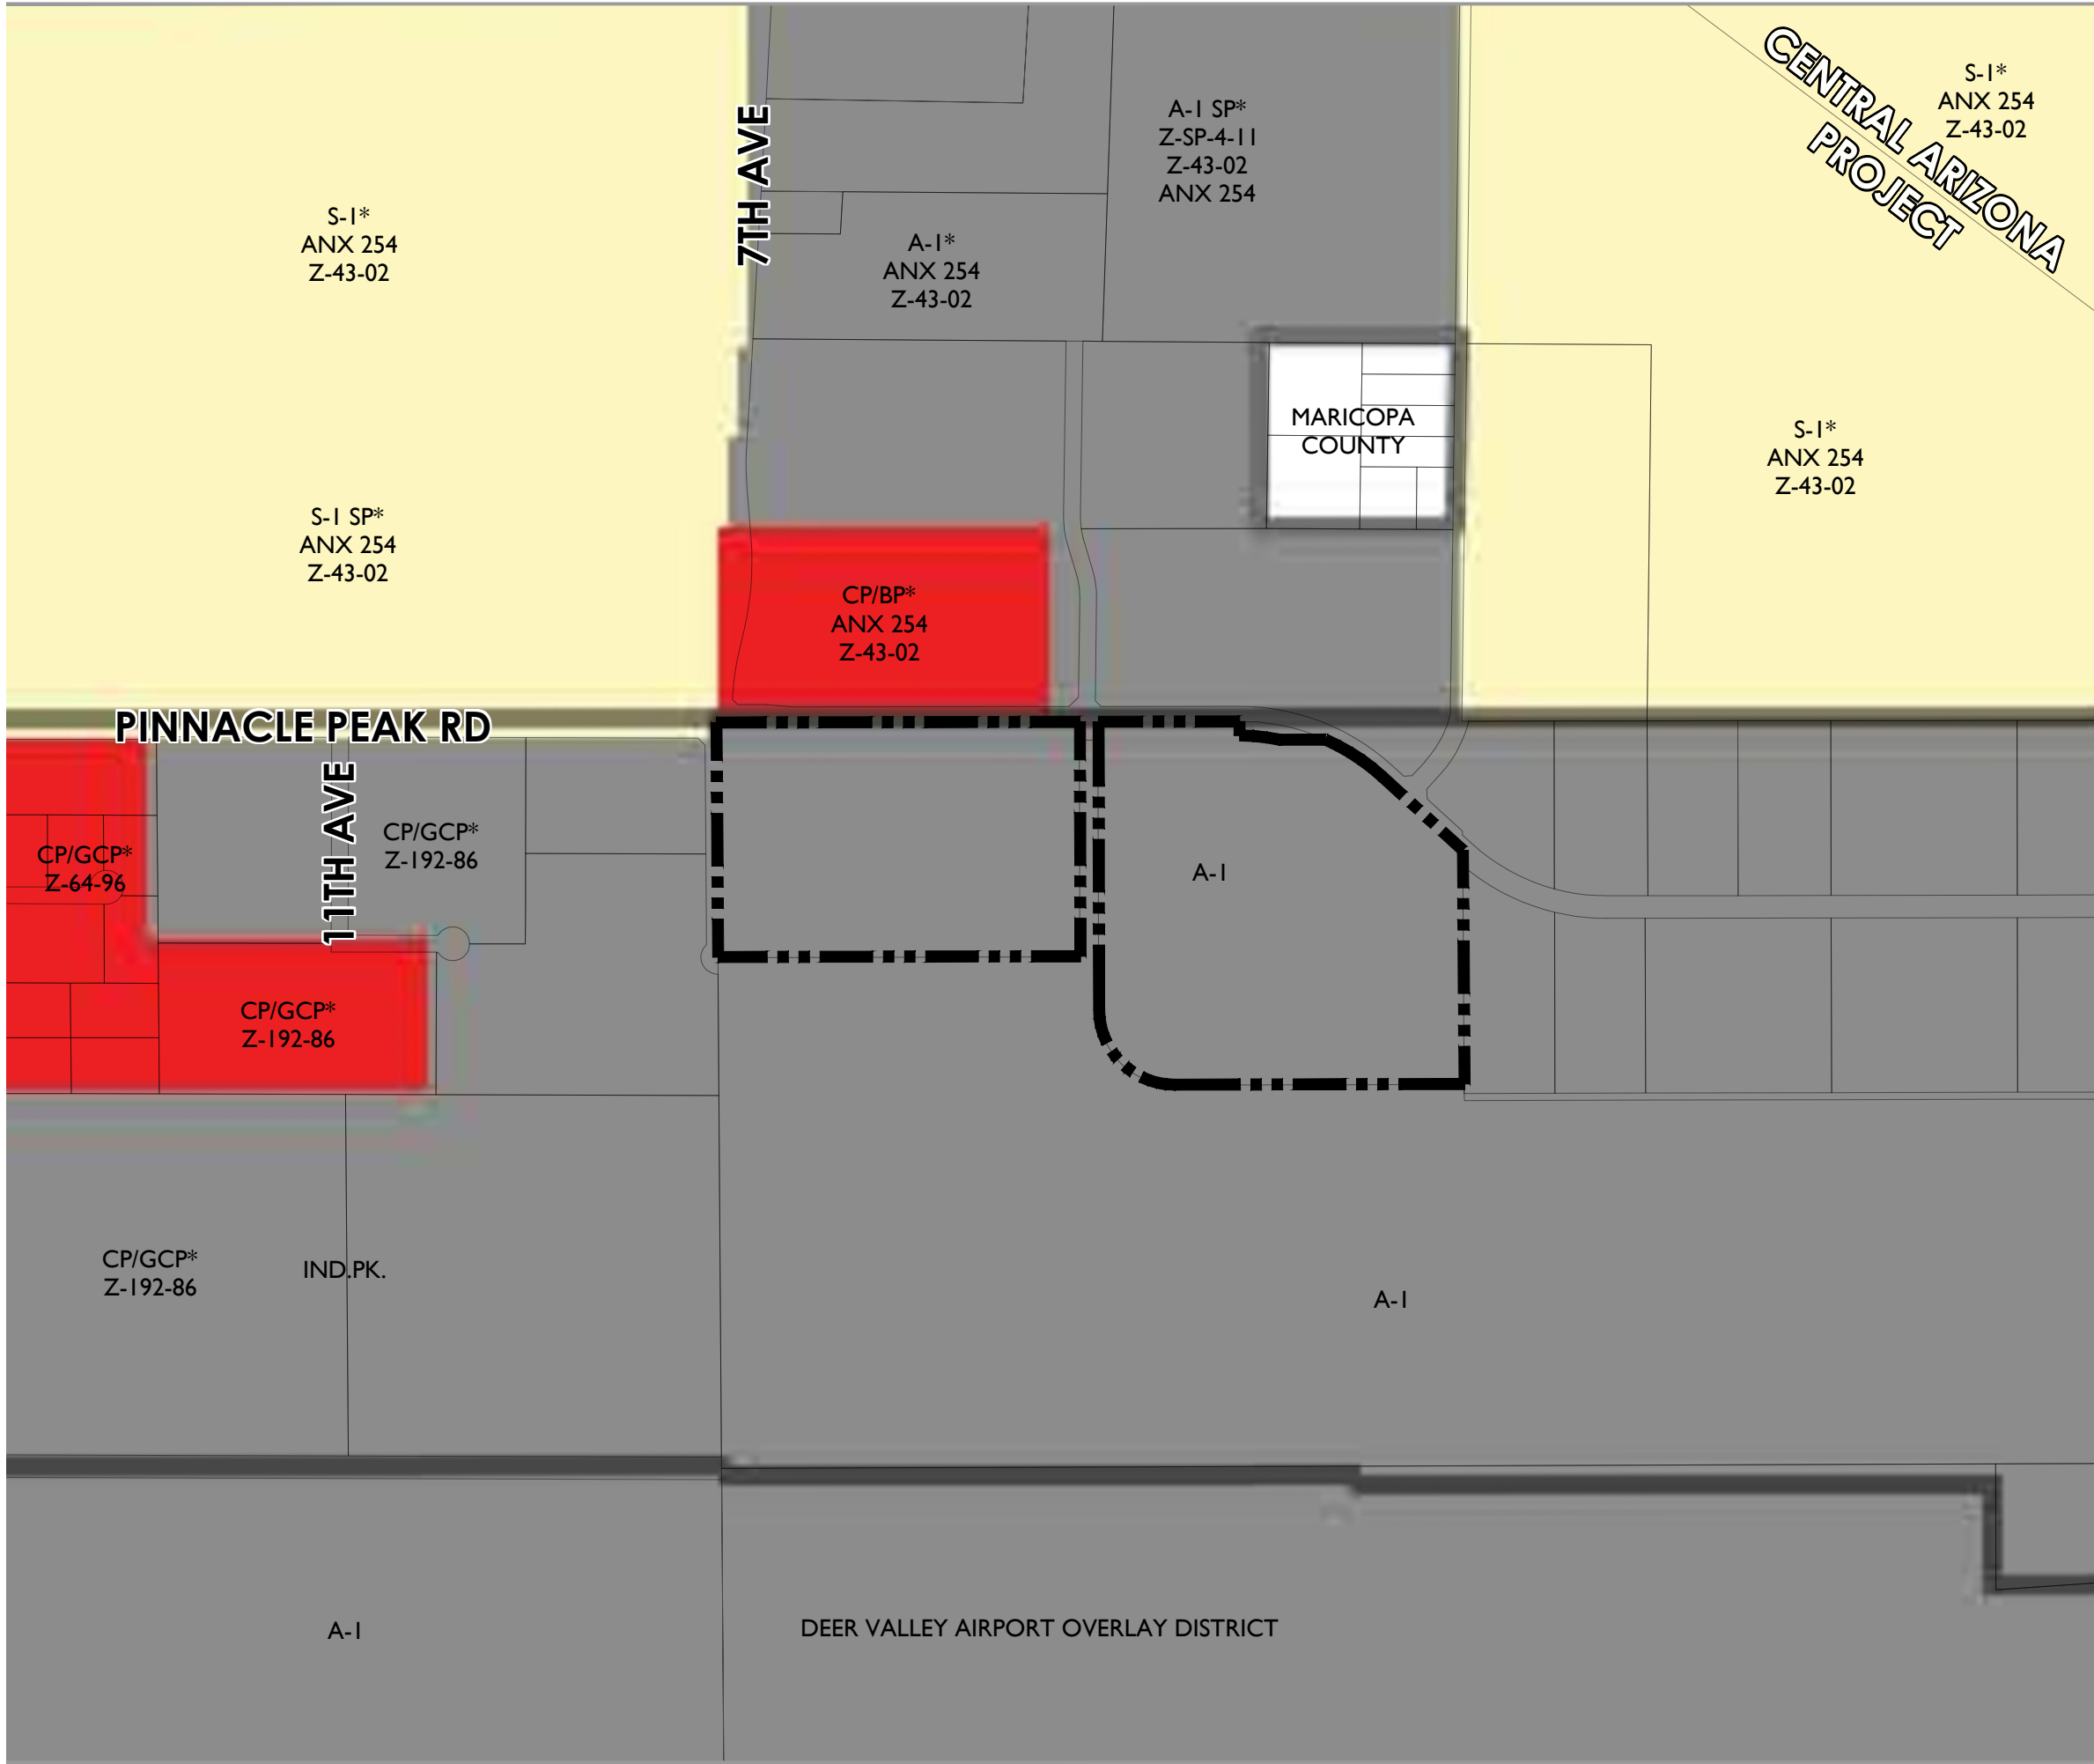 CENTRAL ARIZONA
PROJECT
S-1*
ANX 254
Z-43-02
7TH AVE
A-1 SP*
Z-SP-4-11
Z-43-02
ANX 254
S-1*
ANX 254
Z-43-02
A-1*
ANX 254
Z-43-02
MARICOPA
COUNTY
S-1*
ANX 254
Z-43-02
S-1 SP*
ANX 254
Z-43-02
CP/BP*
ANX 254
Z-43-02
PINNACLE PEAK RD
11TH AVE
CP/GCP*
Z-192-86
CP/GCP*
Z-64-96
A-1
CP/GCP*
Z-192-86
CP/GCP*
Z-192-86
IND.PK.
A-1
A-1
DEER VALLEY AIRPORT OVERLAY DISTRICT